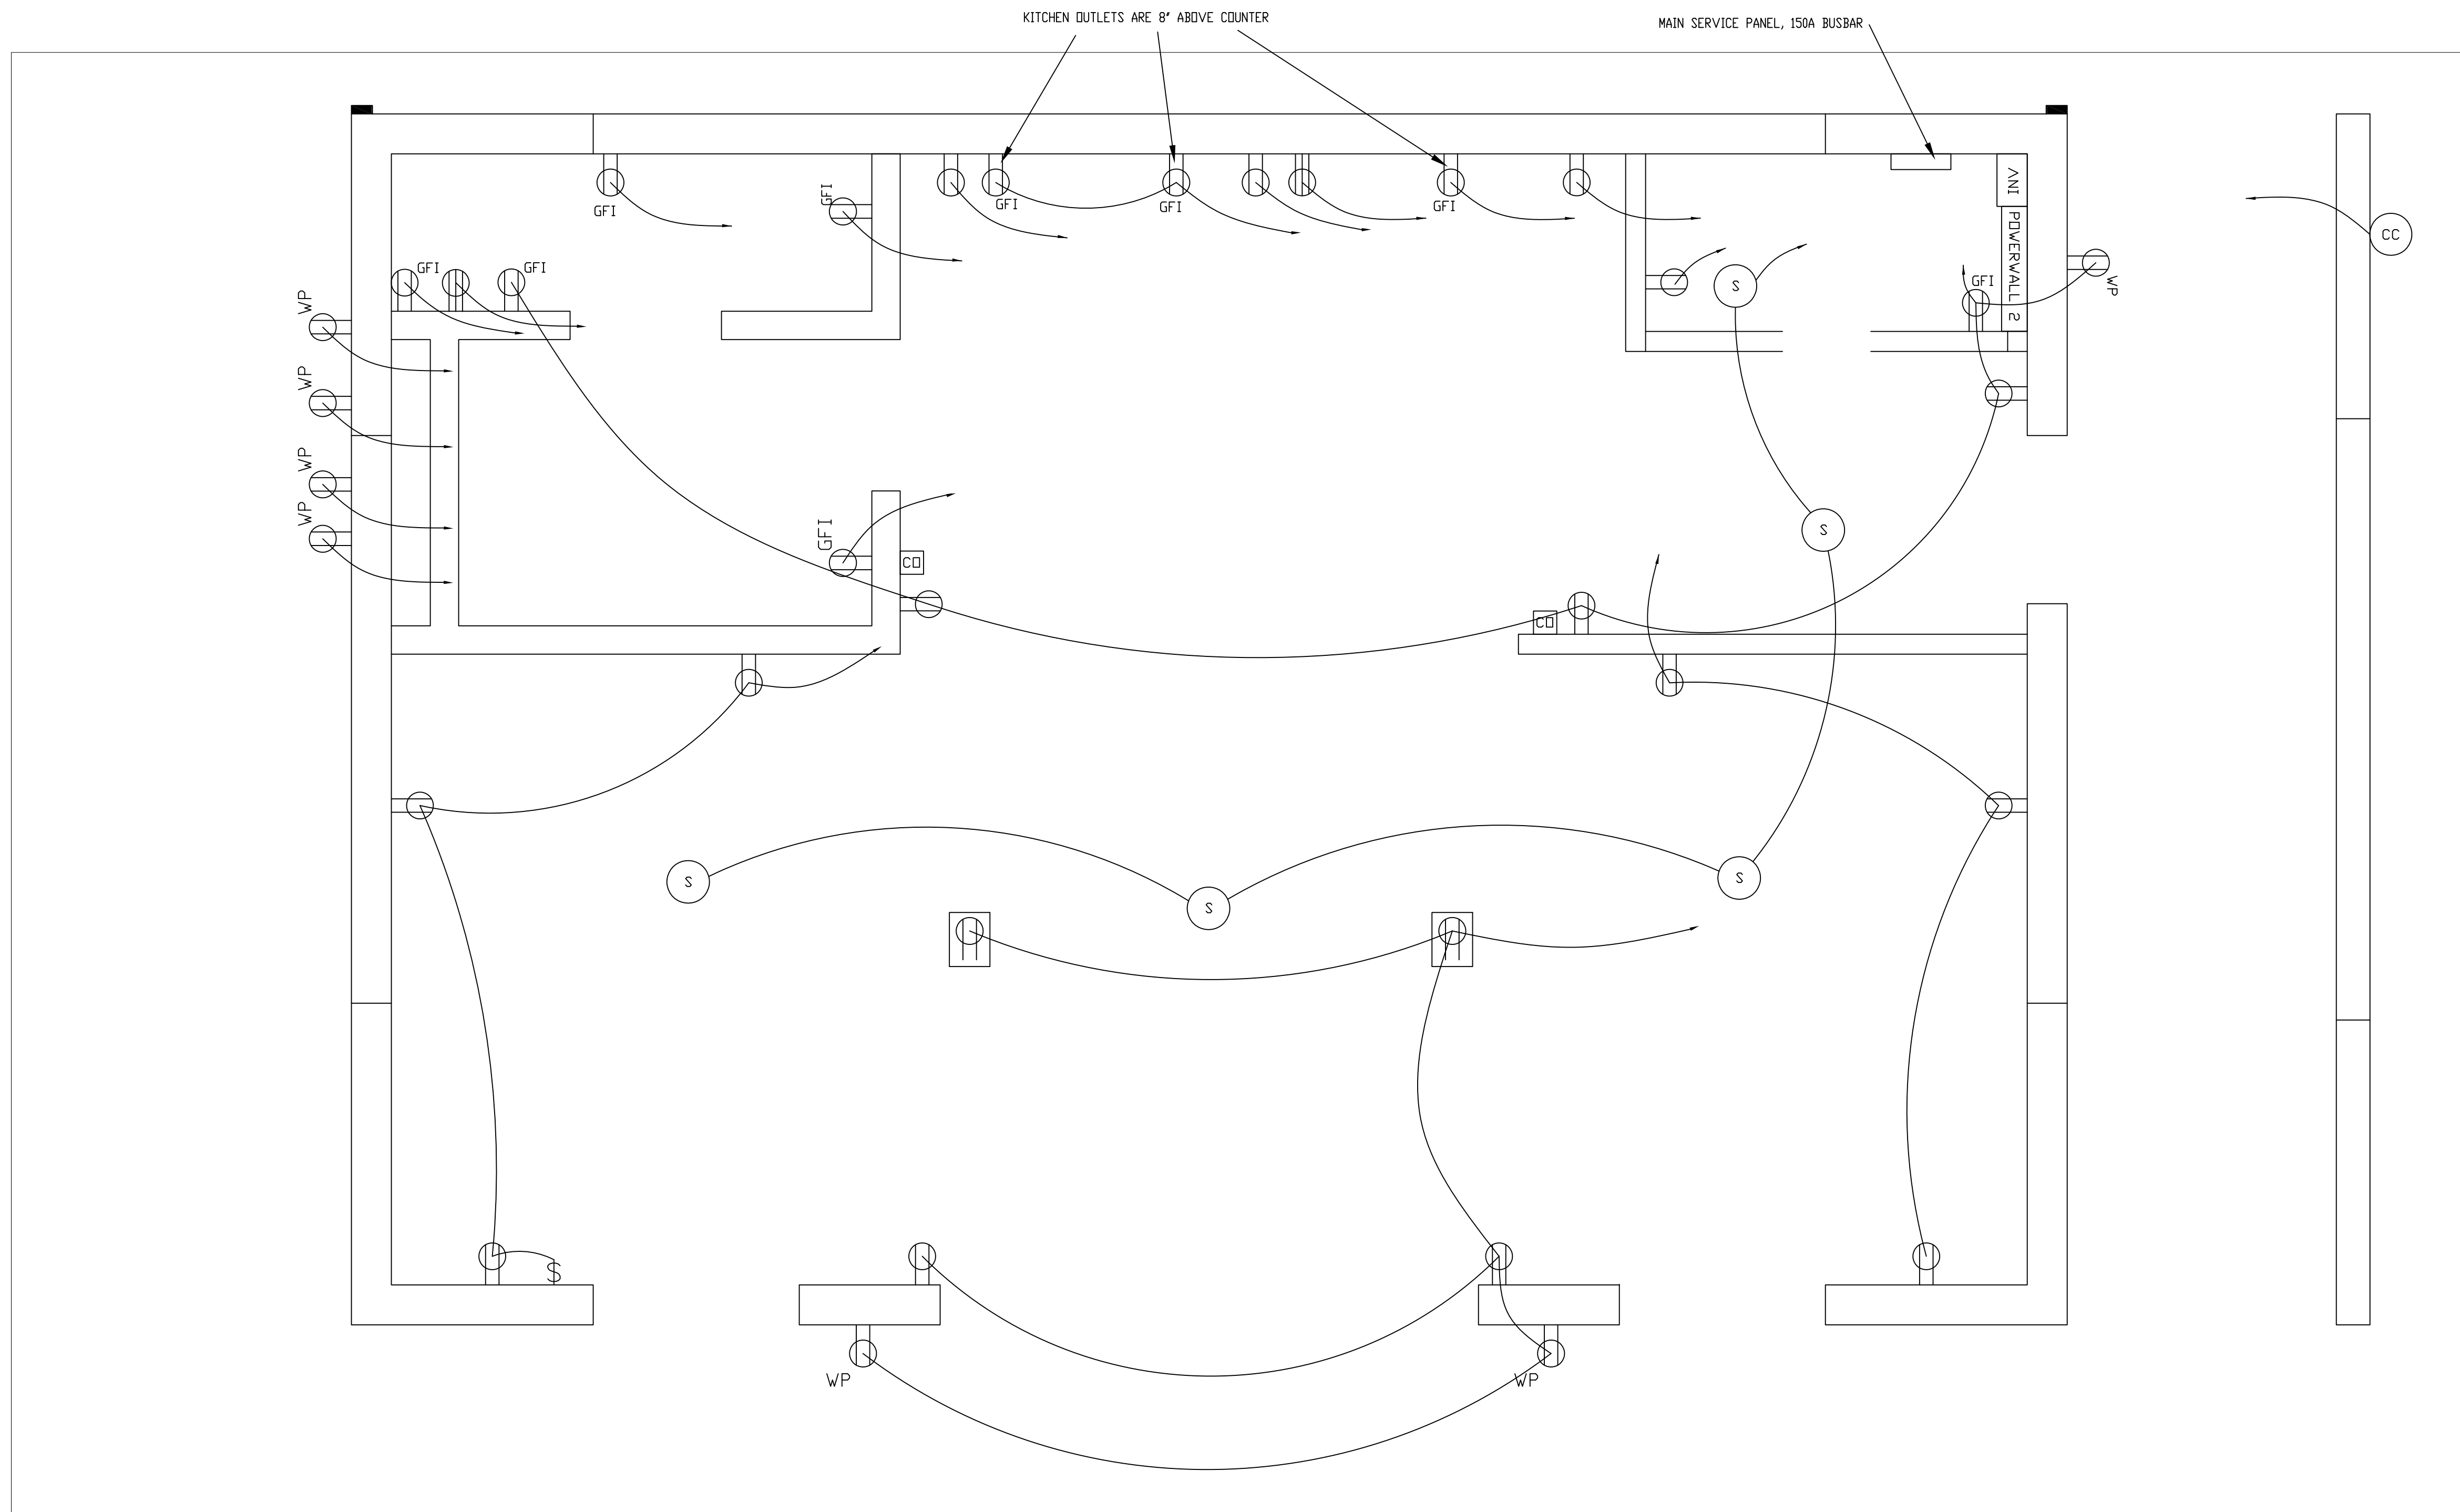 KITCHEN OUTLETS ARE 8" ABOVE COUNTER
MAIN SERVICE PANEL, 150A BUSBAR
GFI
GFI
GFI
GFI
GFI
INV
POWERWALL 2
CC
GFI
GFI
S
GFI
WP
WP
WP
WP
WP
GFI
S
CO
CO
S
S
S
$
WP
WP